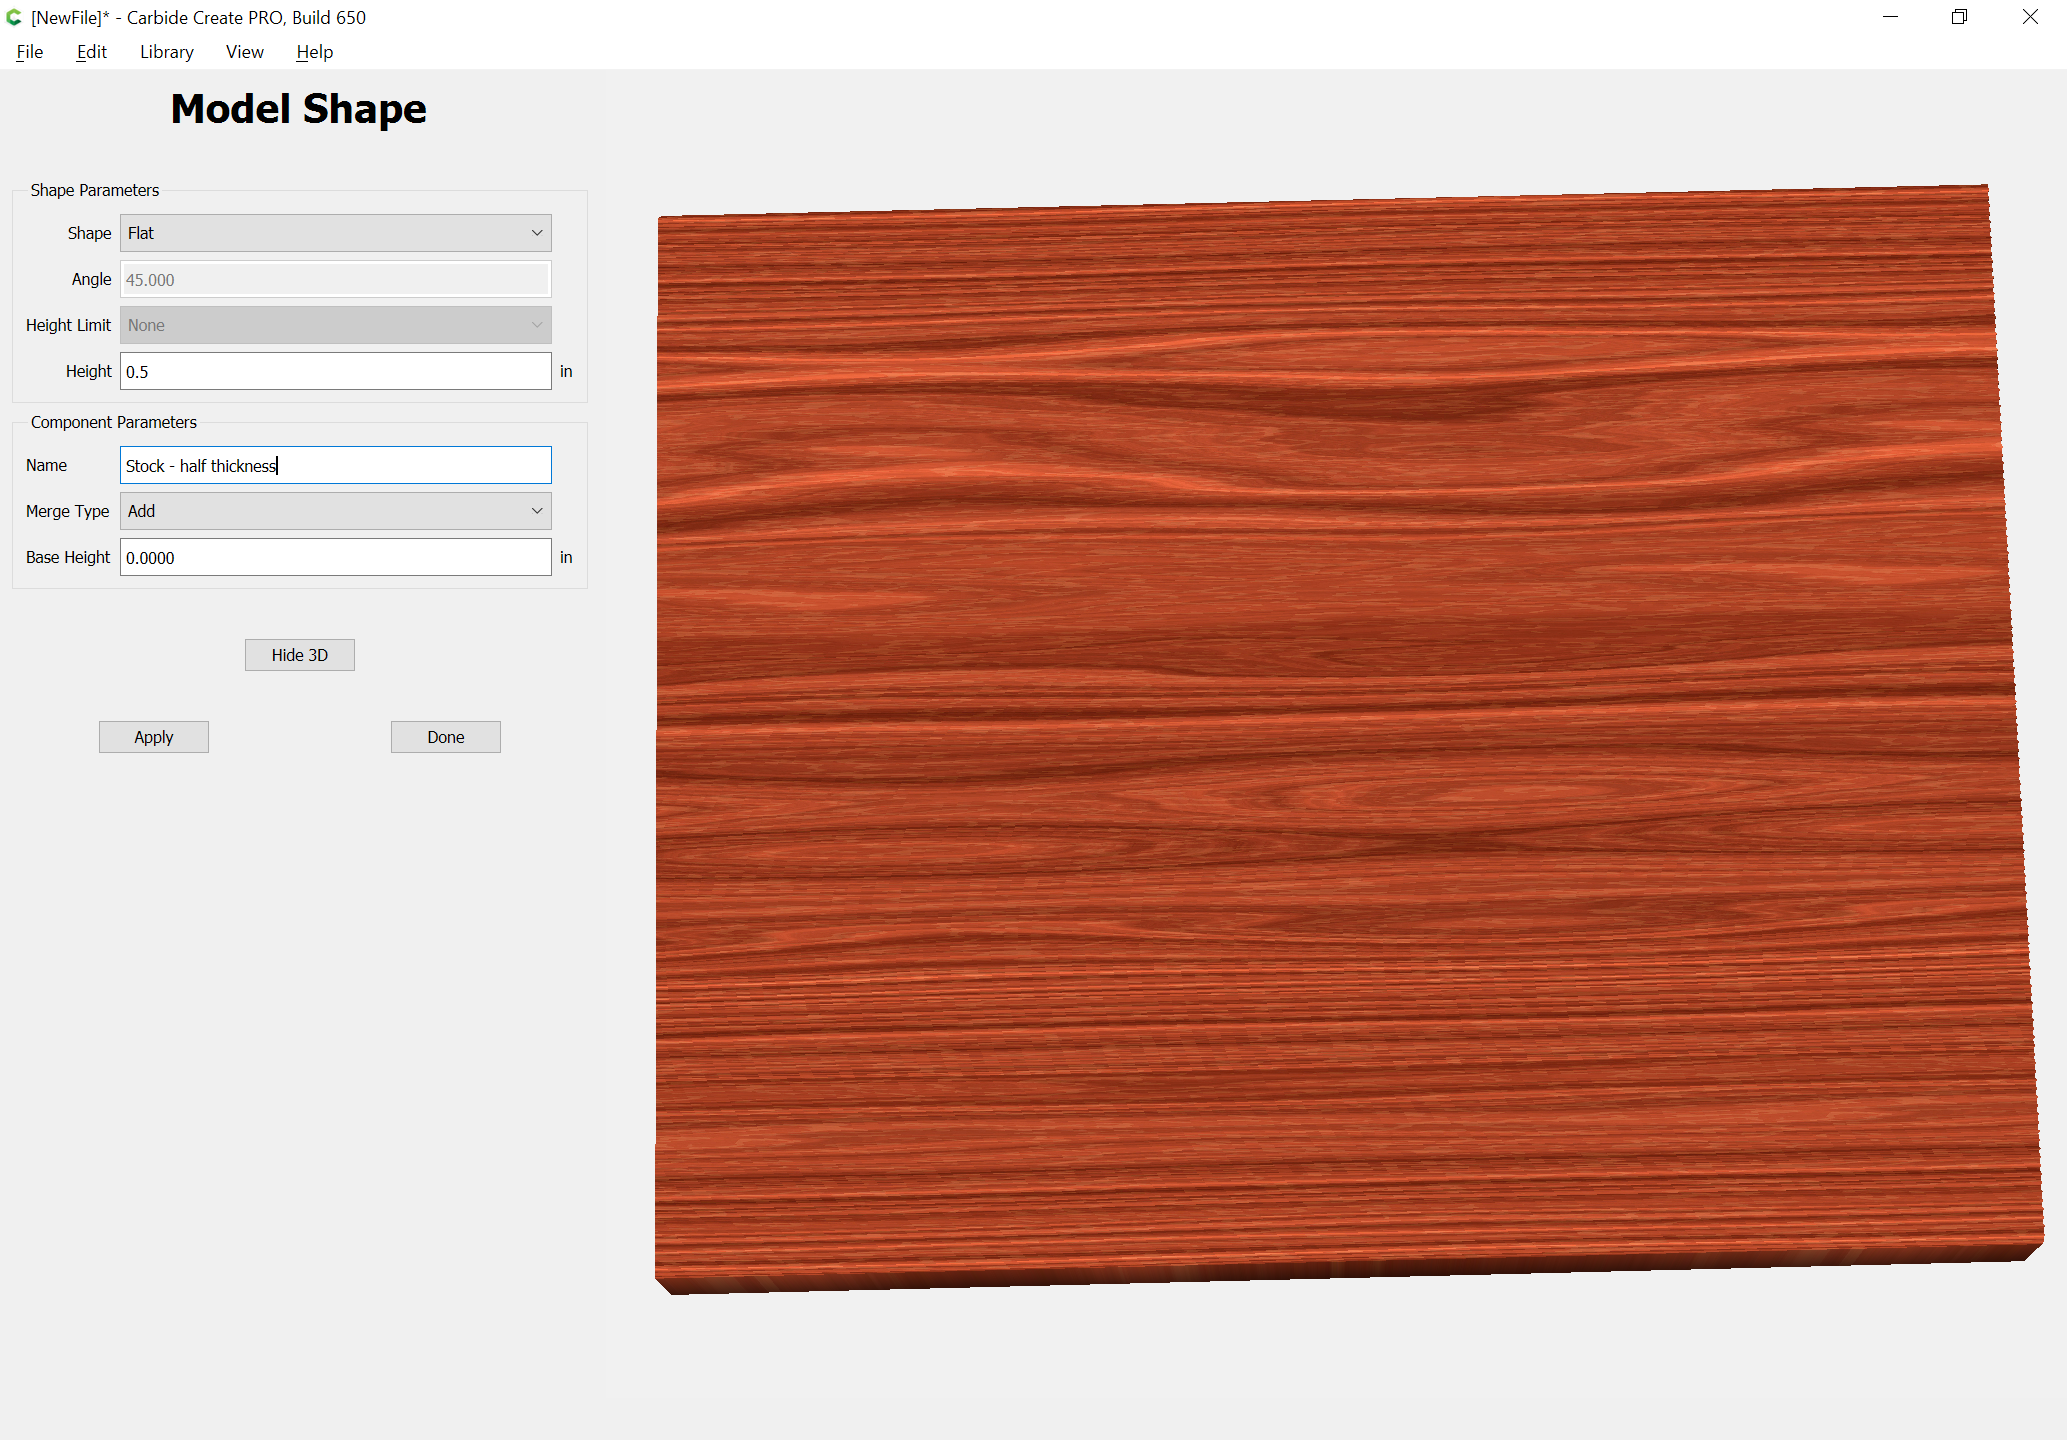 [NewFile]* - Carbide Create PRO, Build 650
File Edit Library View Help
Model Shape
Shape Parameters
Shape Flat
Angle 45.000
Height Limit None
Height 0.5 in
Component Parameters
Name Stock - half thickness
Merge Type Add
Base Height 0.0000 in
Hide 3D
Apply Done